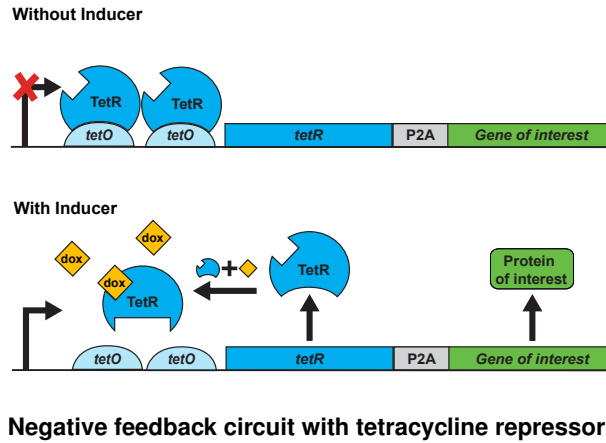 Without Inducer
TetR
TetR
tetO
tetO
tetR
P2A
Gene of interest
With Inducer
dox
dox
dox
TetR
+
TetR
Protein
of interest
tetO
tetO
tetR
P2A
Gene of interest
Negative feedback circuit with tetracycline repressor